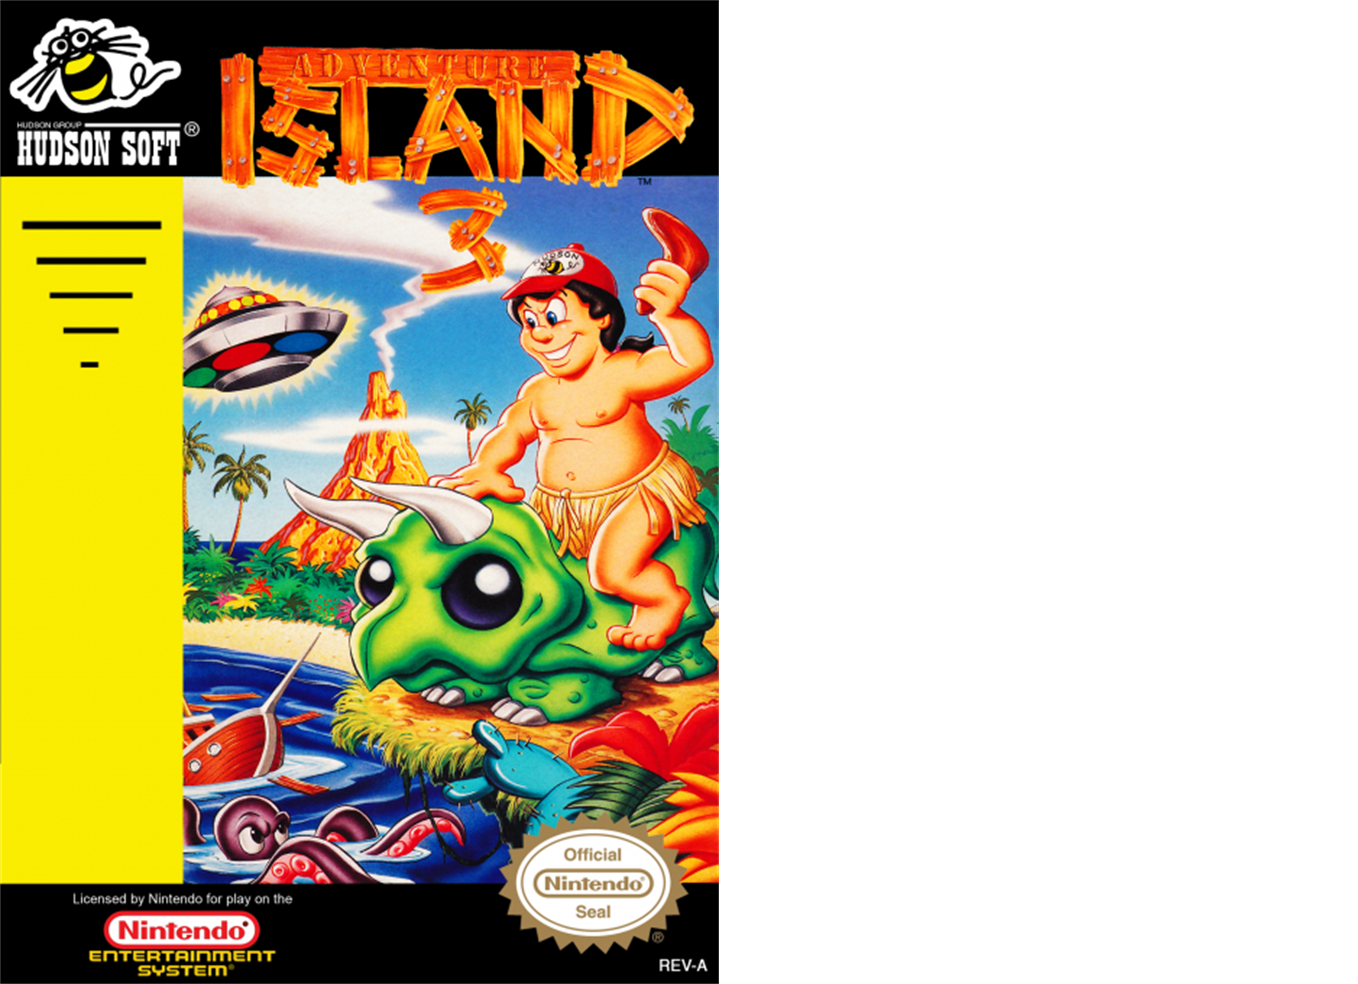 HUDSON GROUP
HUDSON SOFT®
ADVENTURE
ISLAND
TM
3
HUDSON
Official
Nintendo®
Seal
®
Licensed by Nintendo for play on the
Nintendo®
ENTERTAINMENT
SYSTEM®
REV-A